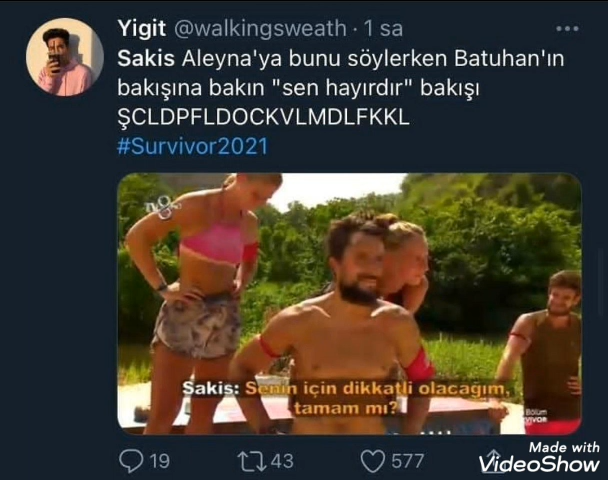 Yigit @walkingsweath · 1 sa
Sakis Aleyna'ya bunu söylerken Batuhan'ın
bakışına bakın "sen hayırdır" bakışı
ŞCLDPFLDOCKVLMDLFKKL
#Survivor2021
Sakis: Senin için dikkatli olacağım,
tamam mı?
Bölüm
19 43 577
Made with
VideoShow